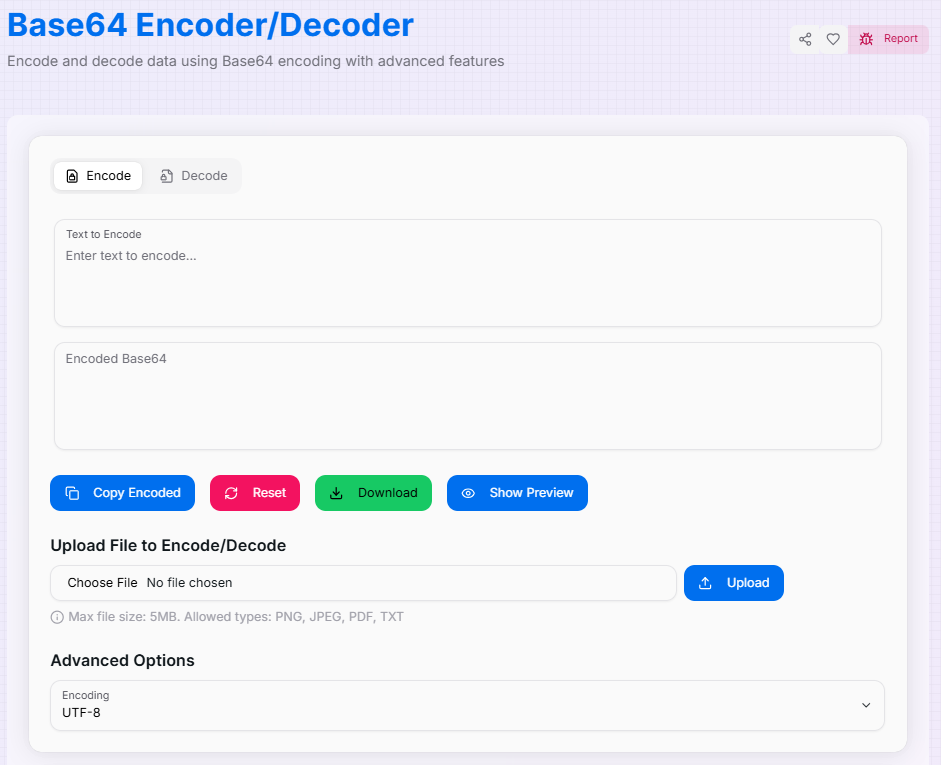 Base64 Encoder/Decoder
Report
Encode and decode data using Base64 encoding with advanced features
Encode Decode
Text to Encode
Enter text to encode...
Encoded Base64
Copy Encoded Reset Download Show Preview
Upload File to Encode/Decode
Choose File No file chosen Upload
Max file size: 5MB. Allowed types: PNG, JPEG, PDF, TXT
Advanced Options
Encoding
UTF-8